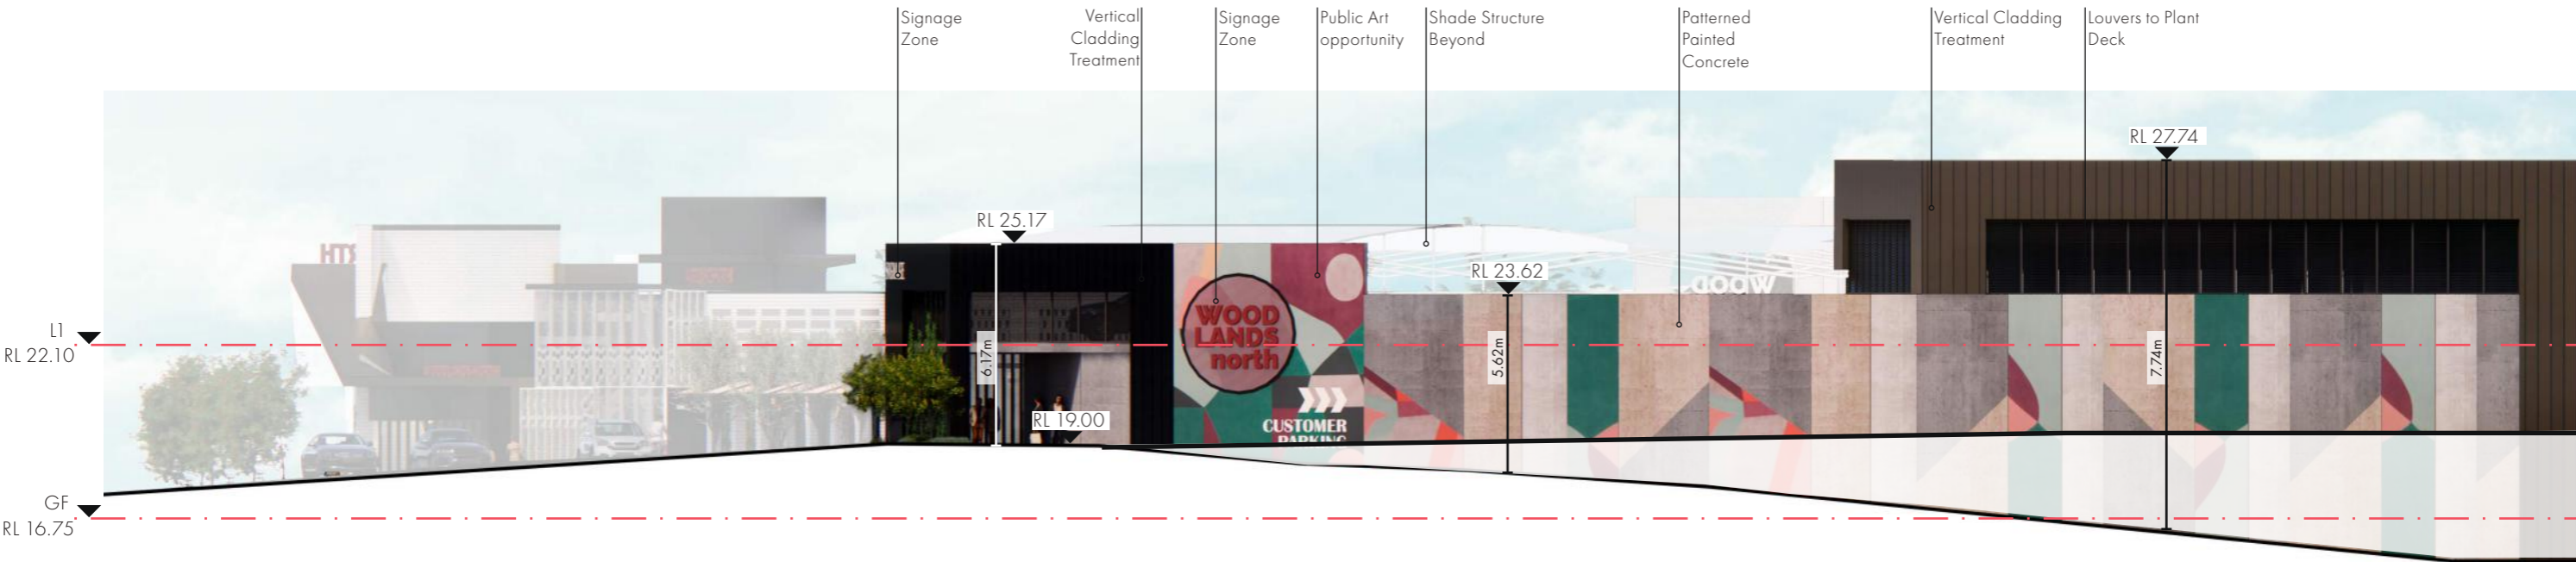 Signage
Zone
Vertical
Cladding
Treatment
Signage
Zone
Public Art
opportunity
Shade Structure
Beyond
Patterned
Painted
Concrete
Vertical Cladding
Treatment
Louvers to Plant
Deck
RL 27.74
RL 25.17
RL 23.62
WOOD
LANDS
north
L1
RL 22.10
6.17m
5.62m
7.74m
RL 19.00
CUSTOMER
PARKING
GF
RL 16.75